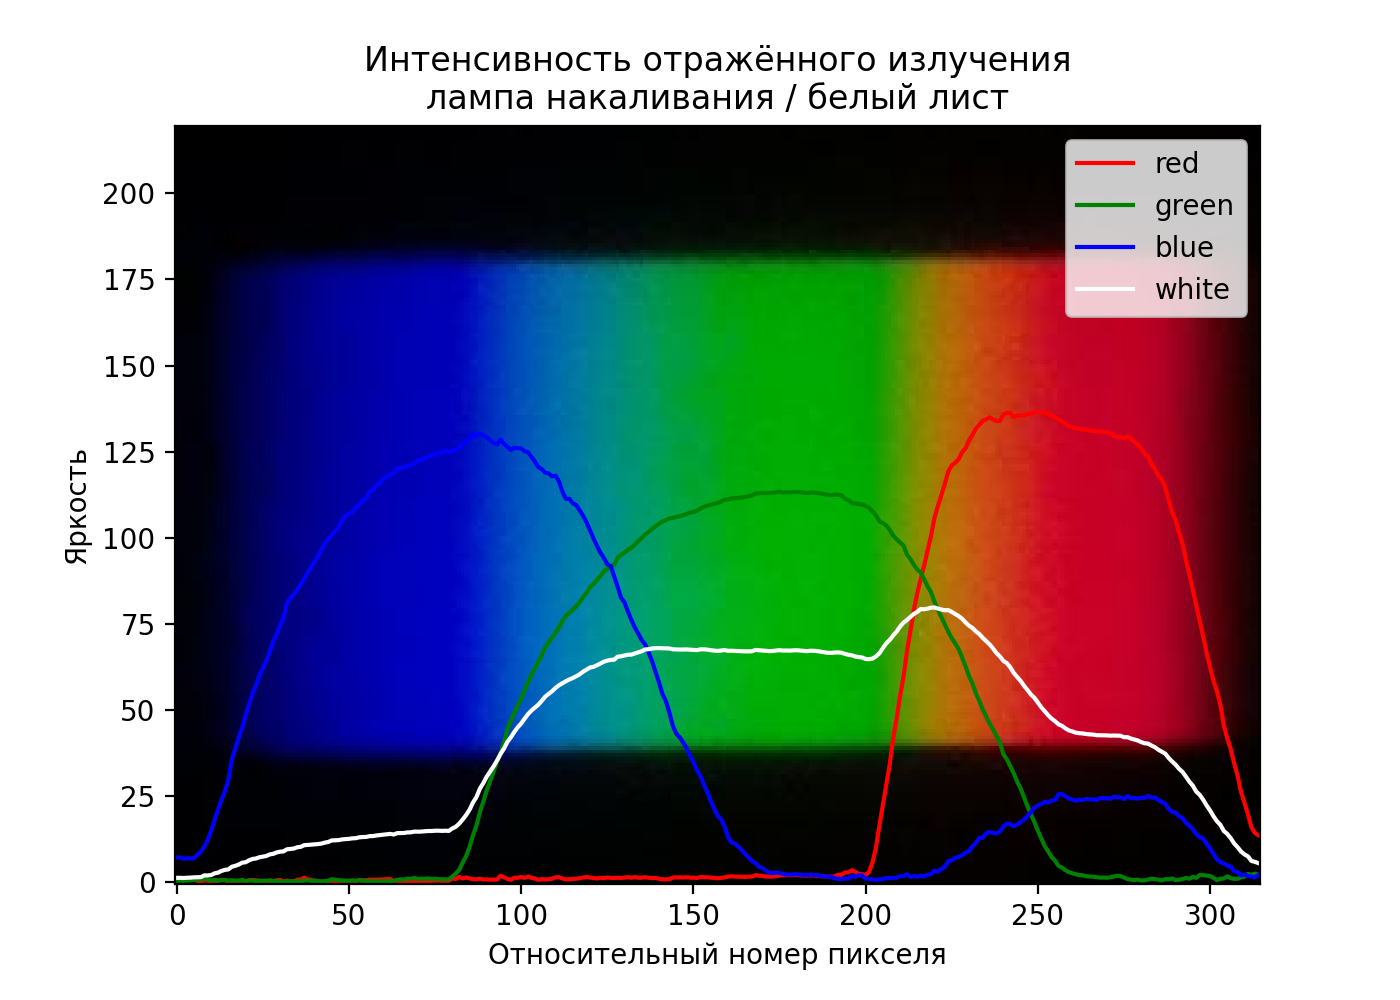 Интенсивность отражённого излучения
лампа накаливания / белый лист
red
green
blue
white
200
175
150
125
100
75
50
25
0
Яркость
0
50
100
150
200
250
300
Относительный номер пикселя